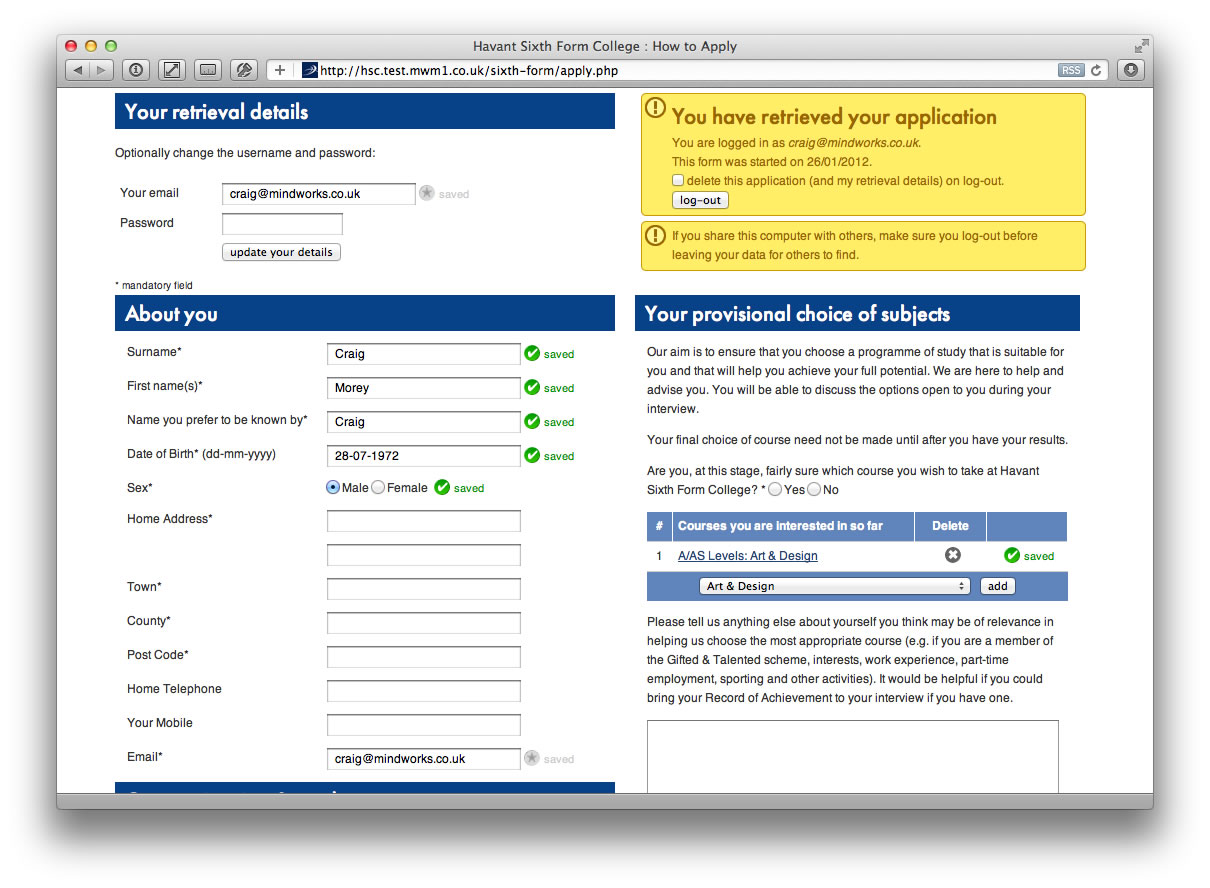 Havant Sixth Form College : How to Apply
http://hsc.test.mwm1.co.uk/sixth-form/apply.php
RSS
Your retrieval details
Optionally change the username and password:
Your email craig@mindworks.co.uk saved
Password
update your details
* mandatory field
You have retrieved your application
You are logged in as craig@mindworks.co.uk.
This form was started on 26/01/2012.
delete this application (and my retrieval details) on log-out.
log-out
If you share this computer with others, make sure you log-out before
leaving your data for others to find.
About you
Surname* Craig saved
First name(s)* Morey saved
Name you prefer to be known by* Craig saved
Date of Birth* (dd-mm-yyyy) 28-07-1972 saved
Sex* Male Female saved
Home Address*
Town*
County*
Post Code*
Home Telephone
Your Mobile
Email* craig@mindworks.co.uk saved
Your provisional choice of subjects
Our aim is to ensure that you choose a programme of study that is suitable for
you and that will help you achieve your full potential. We are here to help and
advise you. You will be able to discuss the options open to you during your
interview.
Your final choice of course need not be made until after you have your results.
Are you, at this stage, fairly sure which course you wish to take at Havant
Sixth Form College? * Yes No
# Courses you are interested in so far Delete
1 A/AS Levels: Art & Design saved
Art & Design add
Please tell us anything else about yourself you think may be of relevance in
helping us choose the most appropriate course (e.g. if you are a member of
the Gifted & Talented scheme, interests, work experience, part-time
employment, sporting and other activities). It would be helpful if you could
bring your Record of Achievement to your interview if you have one.